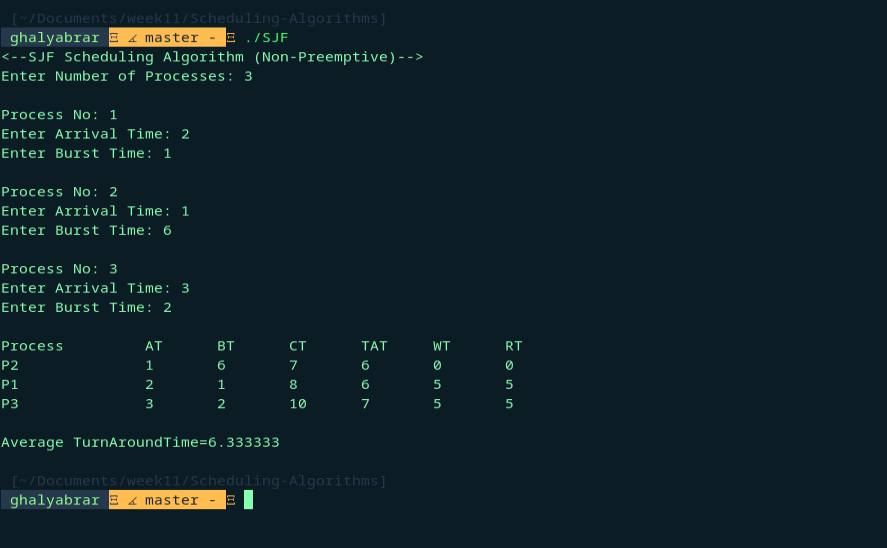 [~/Documents/week11/Scheduling-Algorithms]
ghalyabrar master - ./SJF
<--SJF Scheduling Algorithm (Non-Preemptive)-->
Enter Number of Processes: 3
Process No: 1
Enter Arrival Time: 2
Enter Burst Time: 1
Process No: 2
Enter Arrival Time: 1
Enter Burst Time: 6
Process No: 3
Enter Arrival Time: 3
Enter Burst Time: 2
Process AT BT CT TAT WT RT
P2 1 6 7 6 0 0
P1 2 1 8 6 5 5
P3 3 2 10 7 5 5
Average TurnAroundTime=6.333333
[~/Documents/week11/Scheduling-Algorithms]
ghalyabrar master -